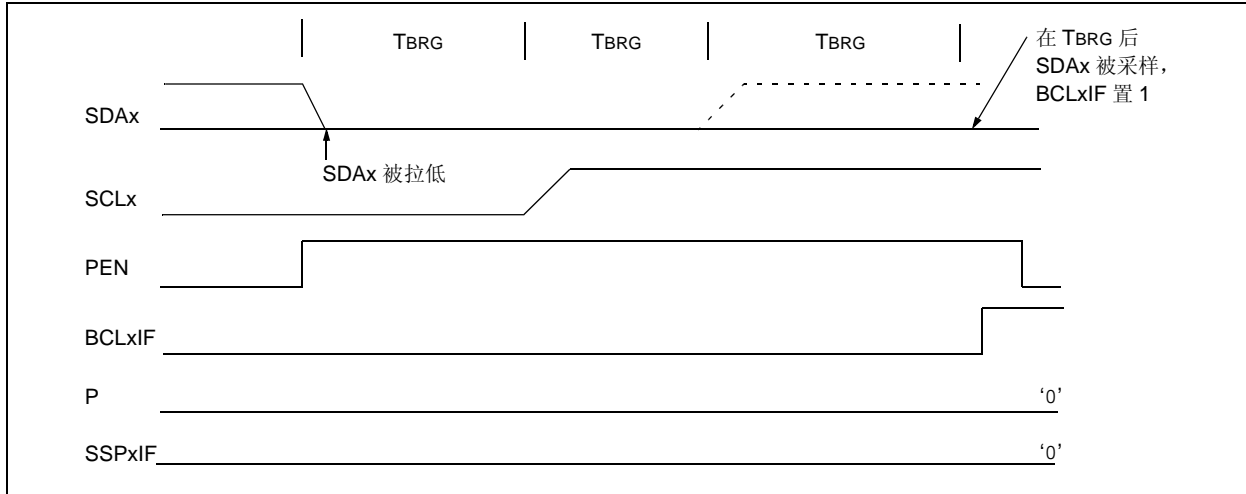 TBRG
TBRG
TBRG
在 TBRG 后
SDAx 被采样，
BCLxIF 置 1
SDAx
SDAx 被拉低
SCLx
PEN
BCLxIF
P
‘0’
SSPxIF
‘0’